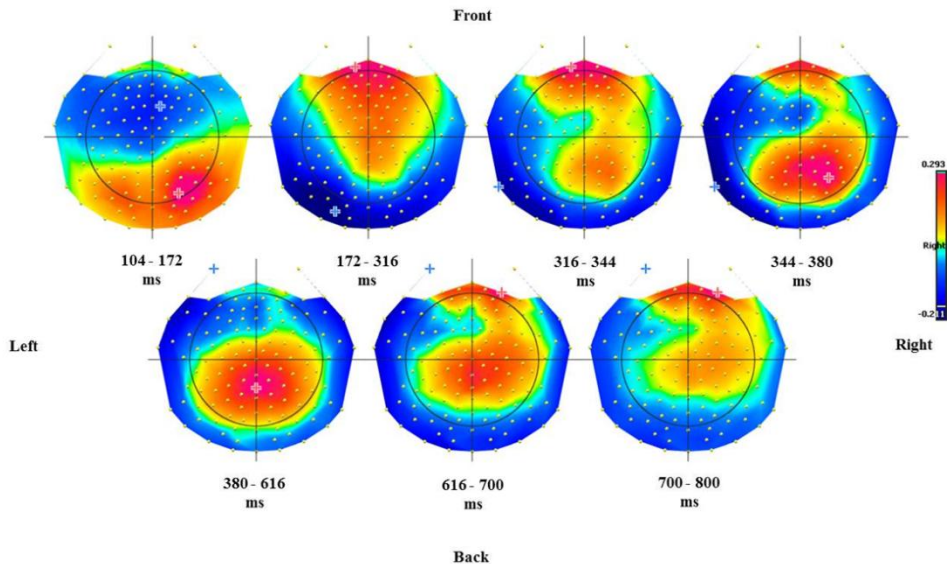 Front
104 - 172
ms
172 - 316
ms
316 - 344
ms
344 - 380
ms
0.293
Right
-0.211
Left
Right
380 - 616
ms
616 - 700
ms
700 - 800
ms
Back